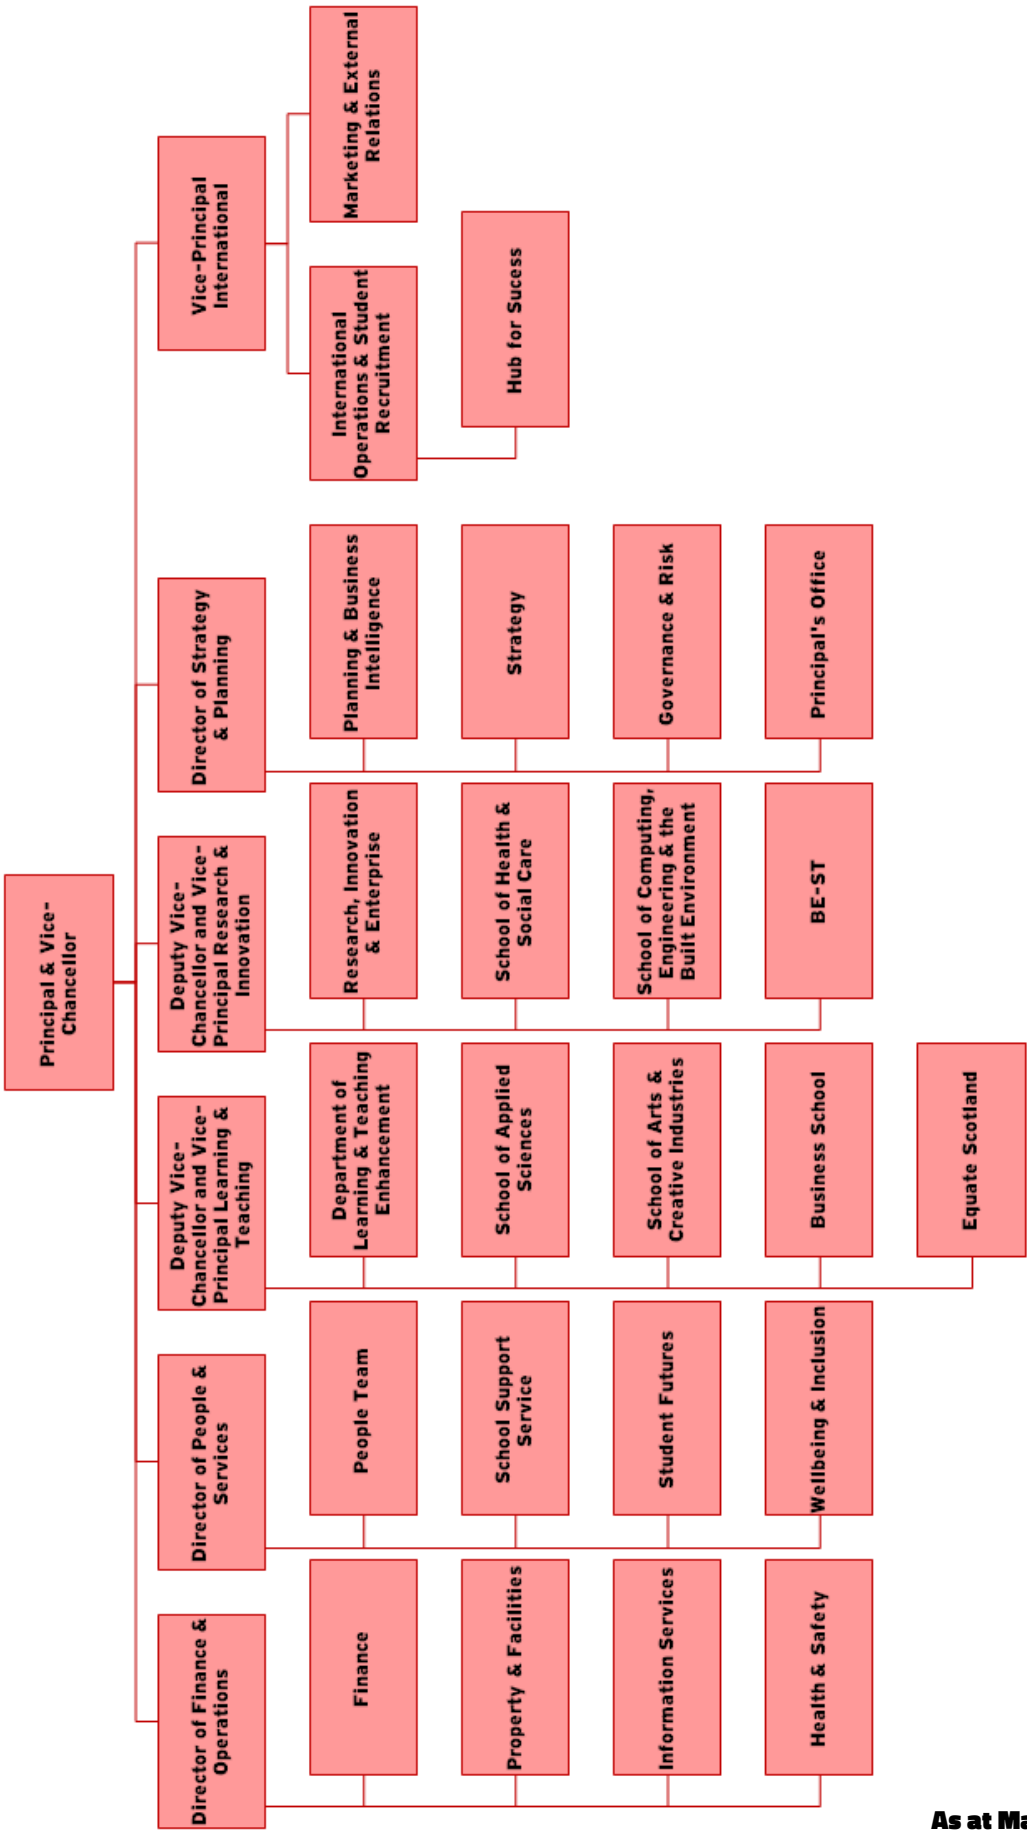 Principal & Vice-
Chancellor
Director of Finance &
Operations
Finance
Property & Facilities
Information Services
Health & Safety
Director of People &
Services
People Team
School Support
Service
Student Futures
Wellbeing & Inclusion
Deputy Vice-
Chancellor and Vice-
Principal Learning &
Teaching
Department of
Learning & Teaching
Enhancement
School of Applied
Sciences
School of Arts &
Creative Industries
Business School
Equate Scotland
Deputy Vice-
Chancellor and Vice-
Principal Research &
Innovation
Research, Innovation
& Enterprise
School of Health &
Social Care
School of Computing,
Engineering & the
Built Environment
BE-ST
Director of Strategy
& Planning
Planning & Business
Intelligence
Strategy
Governance & Risk
Principal's Office
Vice-Principal
International
International
Operations & Student
Recruitment
Hub for Sucess
Marketing & External
Relations
As at Ma